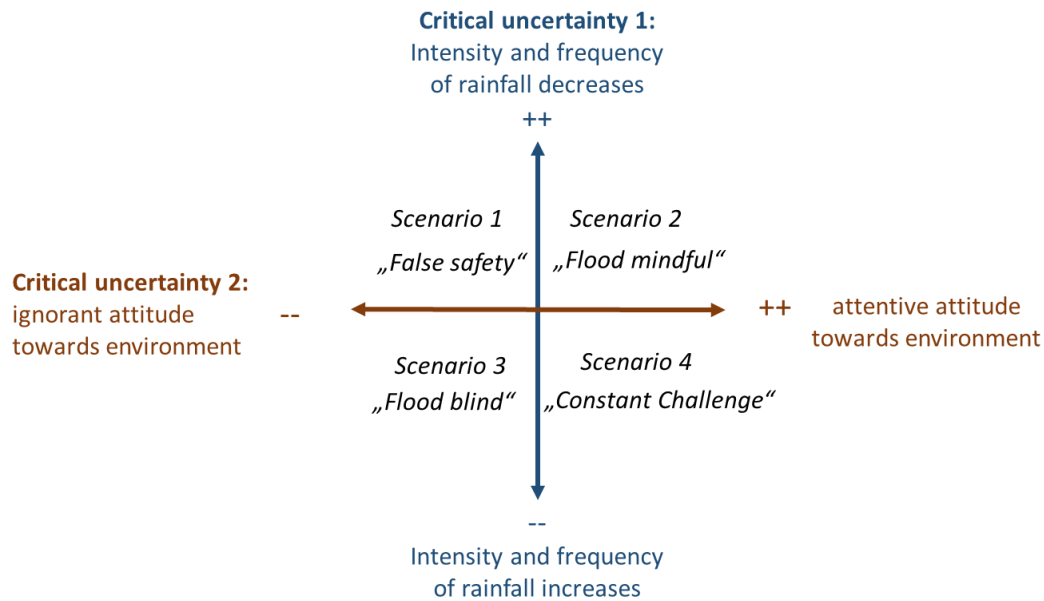 Critical uncertainty 1:
Intensity and frequency
of rainfall decreases
++
Scenario 1
„False safety“
Scenario 2
„Flood mindful“
Critical uncertainty 2:
ignorant attitude
towards environment
--
++
attentive attitude
towards environment
Scenario 3
„Flood blind“
Scenario 4
„Constant Challenge“
--
Intensity and frequency
of rainfall increases